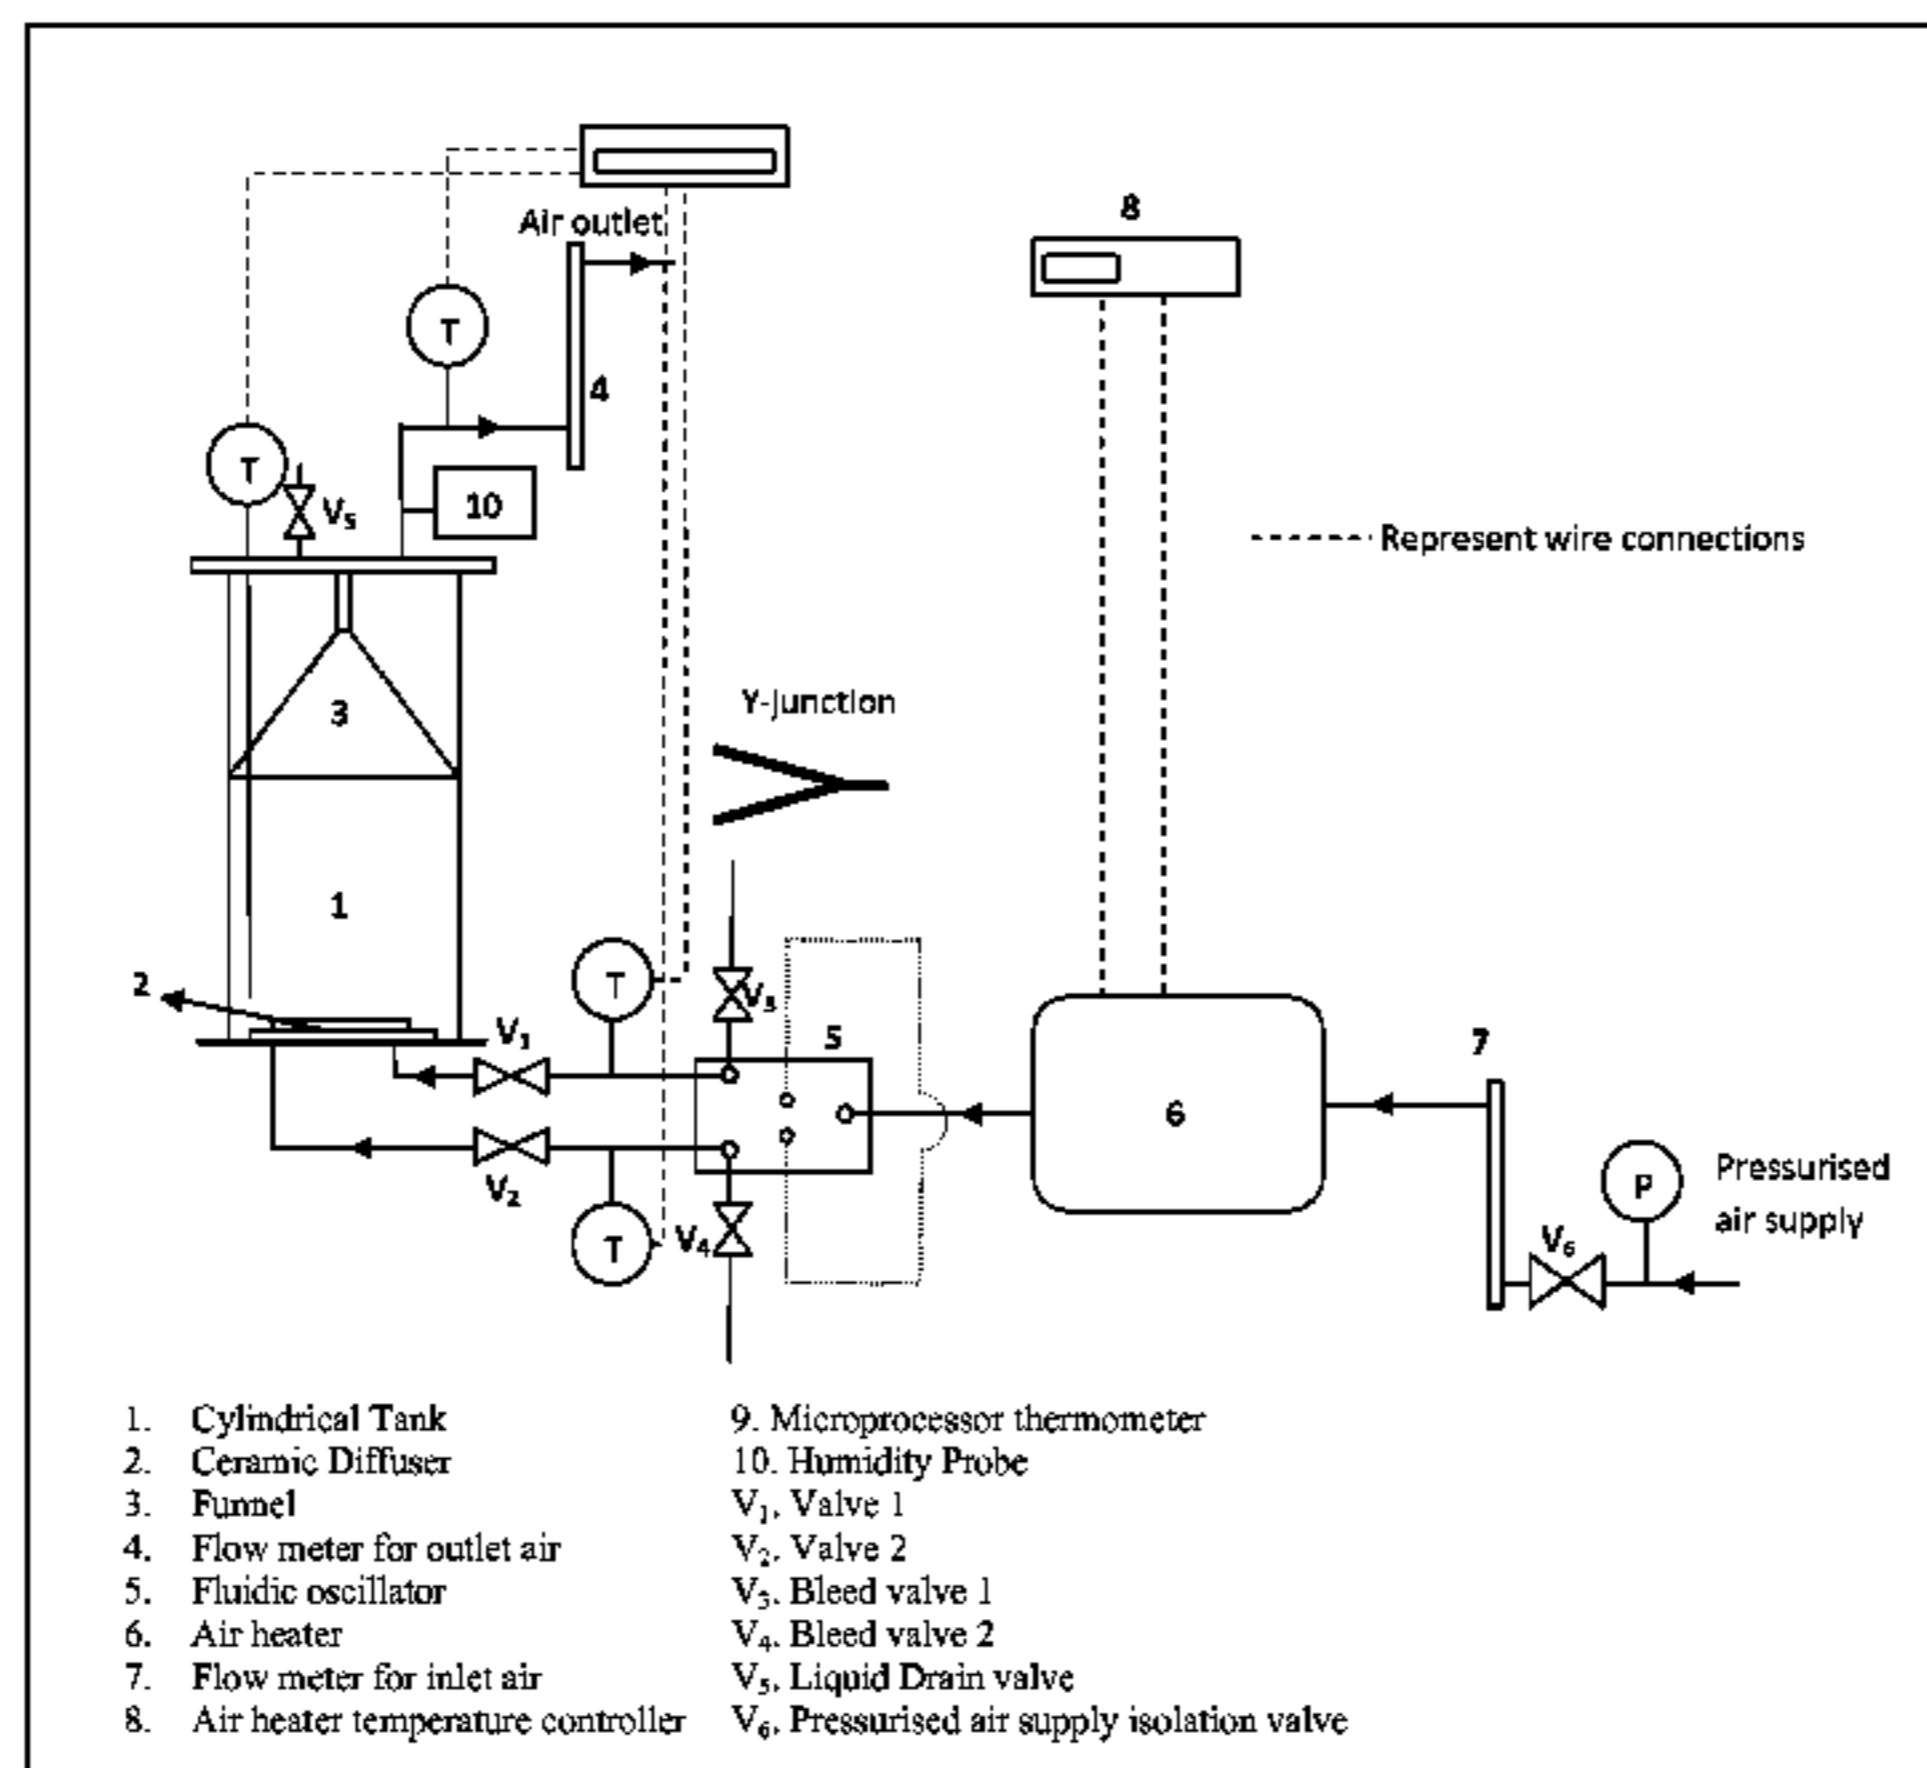 8
Air outlet
T
4
T
V₅
10
Represent wire connections
3
Y-junction
1
2
T
V₃
5
7
V₁
6
V₂
P
Pressurised
air supply
T
V₄
V₆
1. Cylindrical Tank
2. Ceramic Diffuser
3. Funnel
4. Flow meter for outlet air
5. Fluidic oscillator
6. Air heater
7. Flow meter for inlet air
8. Air heater temperature controller
9. Microprocessor thermometer
10. Humidity Probe
V₁. Valve 1
V₂. Valve 2
V₃. Bleed valve 1
V₄. Bleed valve 2
V₅. Liquid Drain valve
V₆. Pressurised air supply isolation valve